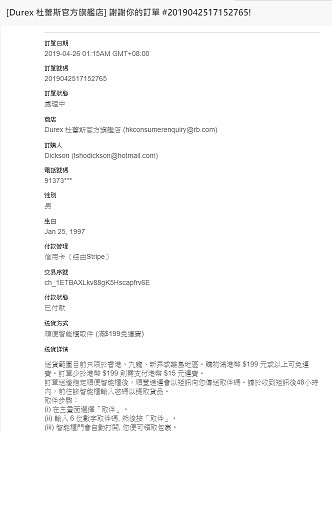 [Durex 杜蕾斯官方旗艦店] 謝謝你的訂單 #2019042517152765!
訂單日期
2019-04-26 01:15AM GMT+08:00
訂單號碼
2019042517152765
訂單狀態
處理中
商店
Durex 杜蕾斯官方旗艦店 (hkconsumerenquiry@rb.com)
訂購人
Dickson (tshodickson@hotmail.com)
電話號碼
91373***
性別
男
生日
Jan 25, 1997
付款管理
信用卡（經由Stripe）
交易序號
ch_1ETBAXLkv88gK5Hscapfrv6E
付款狀態
已付款
送貨方式
順便智能櫃取件 (滿$199免運費)
送貨詳情
送貨範圍目前只限於香港、九龍、新界或離島地區。購物滿港幣 $199 元或以上可免運
費。訂單少於港幣 $199 則需支付港幣 $15 元運費。
訂單送達指定順便智能櫃後，順豐速運會以短訊向您傳送取件碼。請於收到短訊後48小時
內，前往該智能櫃輸入密碼以提取貨品。
取件步驟：
(i) 在主畫面選擇「取件」。
(ii) 輸入 6 位數字取件碼, 然後按「取件」。
(iii) 智能櫃門會自動打開, 您便可領取包裹。